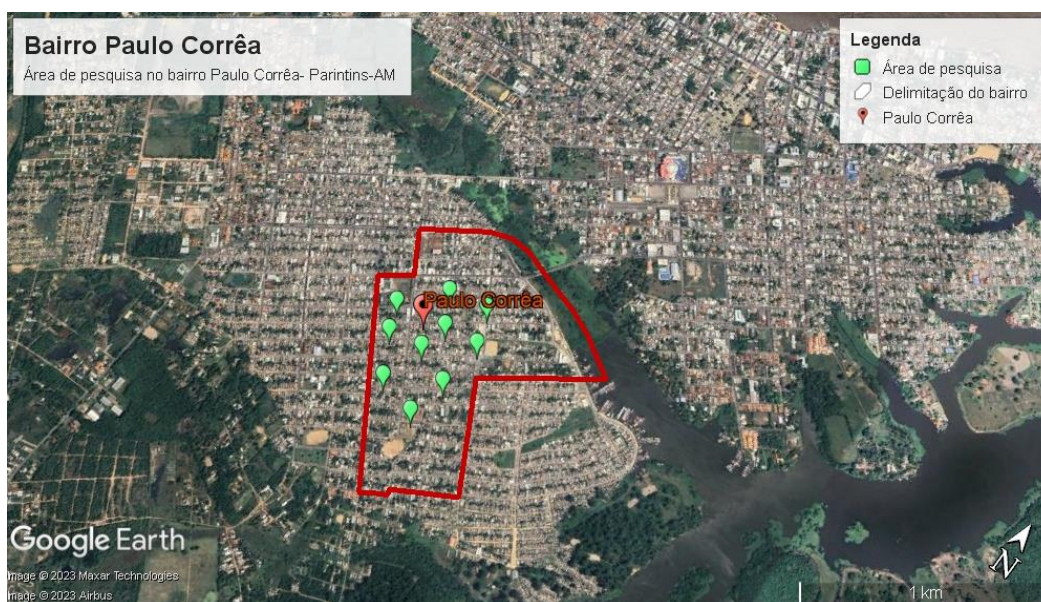 Bairro Paulo Corrêa
Área de pesquisa no bairro Paulo Corrêa- Parintins-AM
Legenda
Área de pesquisa
Delimitação do bairro
Paulo Corrêa
Paulo Corrêa
Google Earth
Image © 2023 Maxar Technologies
Image © 2023 Airbus
N
1 km